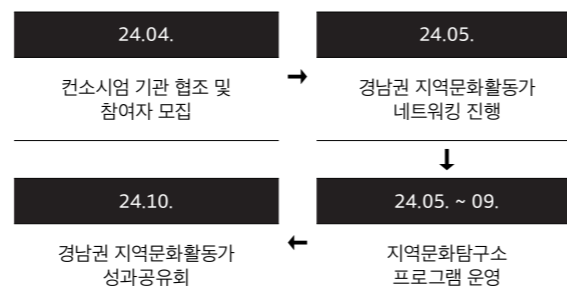 24.04.
컨소시엄 기관 협조 및
참여자 모집
24.05.
경남권 지역문화활동가
네트워킹 진행
24.05. ~ 09.
지역문화탐구소
프로그램 운영
24.10.
경남권 지역문화활동가
성과공유회